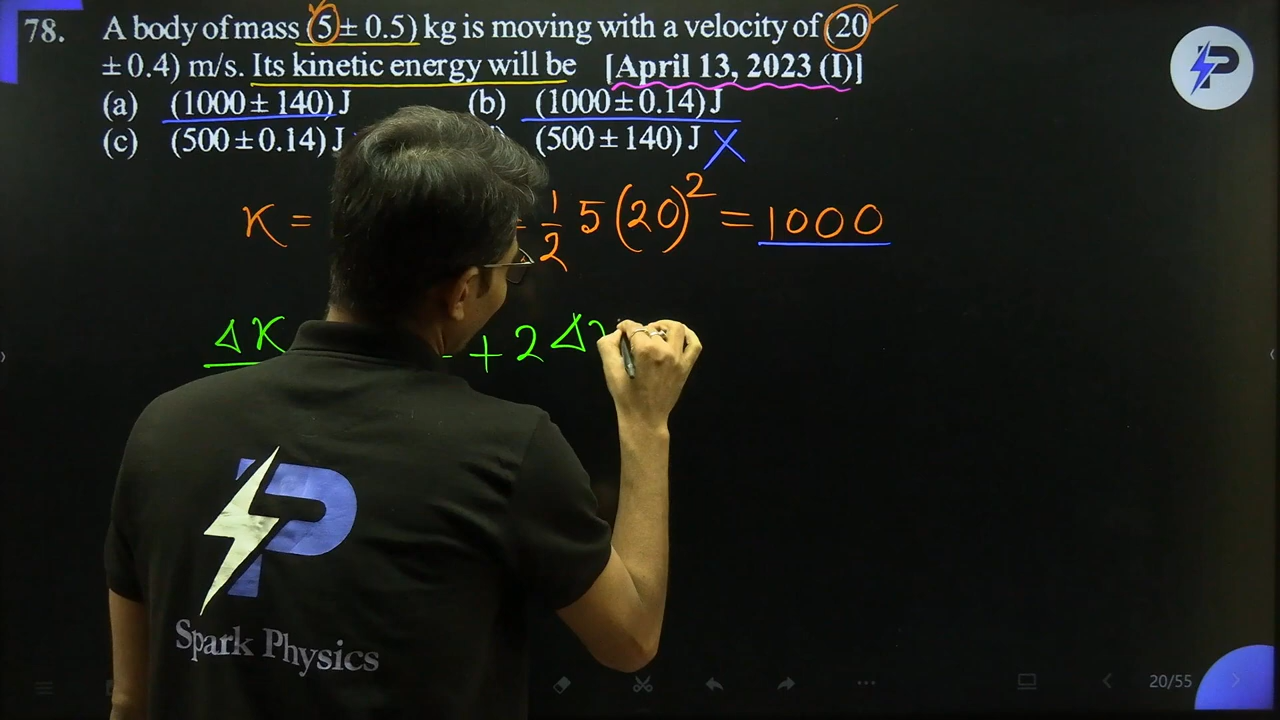 78. A body of mass (5 ± 0.5) kg is moving with a velocity of (20
± 0.4) m/s. Its kinetic energy will be [April 13, 2023 (I)]
(a) (1000 ± 140) J (b) (1000 ± 0.14) J
(c) (500 ± 0.14) J (500 ± 140) J X
K = = 1/2 5(20)² = 1000
ΔK + 2 Δ
P
Spark Physics
20/55